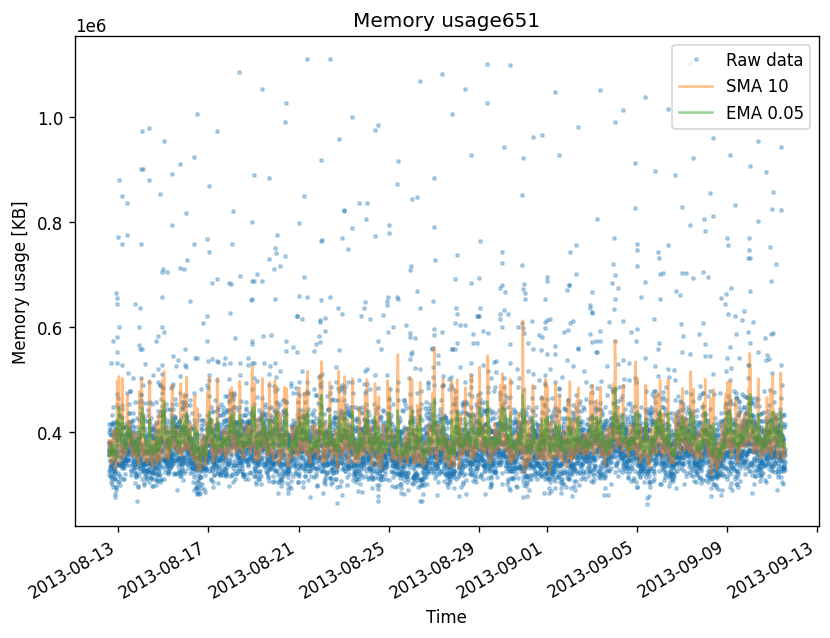 Memory usage651
1e6
Raw data
SMA 10
EMA 0.05
1.0
0.8
0.6
0.4
Memory usage [KB]
2013-08-13
2013-08-17
2013-08-21
2013-08-25
2013-08-29
2013-09-01
2013-09-05
2013-09-09
2013-09-13
Time